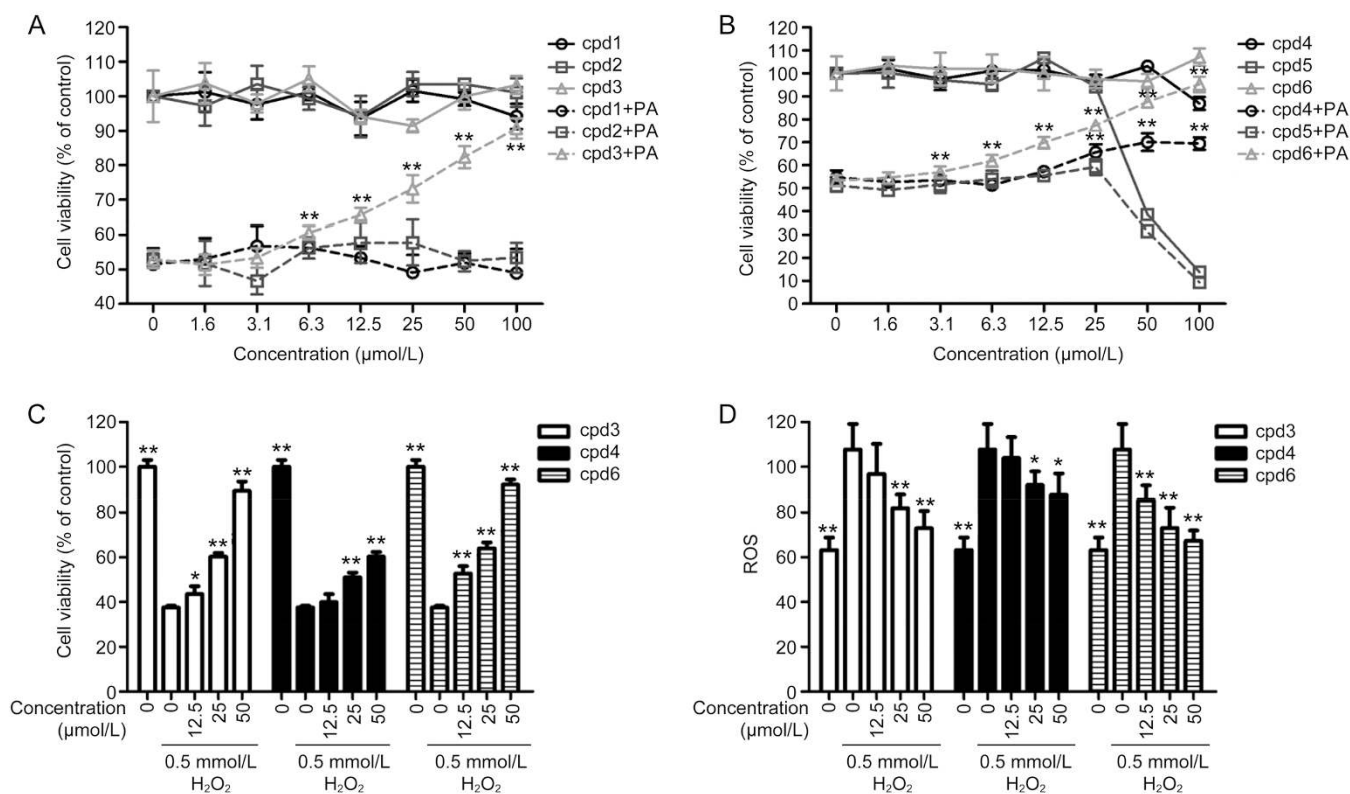 A
Cell viability (% of control)
120
110
100
90
80
70
60
50
40
0
1.6
3.1
6.3
12.5
25
50
100
Concentration (µmol/L)
**
**
**
**
**
cpd1
cpd2
cpd3
cpd1+PA
cpd2+PA
cpd3+PA
B
Cell viability (% of control)
120
110
100
90
80
70
60
50
40
30
20
10
0
0
1.6
3.1
6.3
12.5
25
50
100
Concentration (µmol/L)
**
**
**
**
**
**
**
**
**
cpd4
cpd5
cpd6
cpd4+PA
cpd5+PA
cpd6+PA
C
Cell viability (% of control)
120
100
80
60
40
20
0
**
*
**
**
**
**
**
**
**
**
**
cpd3
cpd4
cpd6
Concentration
(µmol/L)
0 0 12.5 25 50 0 0 12.5 25 50 0 0 12.5 25 50
0.5 mmol/L 0.5 mmol/L 0.5 mmol/L
H₂O₂ H₂O₂ H₂O₂
D
ROS
120
100
80
60
40
20
0
**
**
**
**
*
*
**
**
**
**
cpd3
cpd4
cpd6
Concentration
(µmol/L)
0 0 12.5 25 50 0 0 12.5 25 50 0 0 12.5 25 50
0.5 mmol/L 0.5 mmol/L 0.5 mmol/L
H₂O₂ H₂O₂ H₂O₂